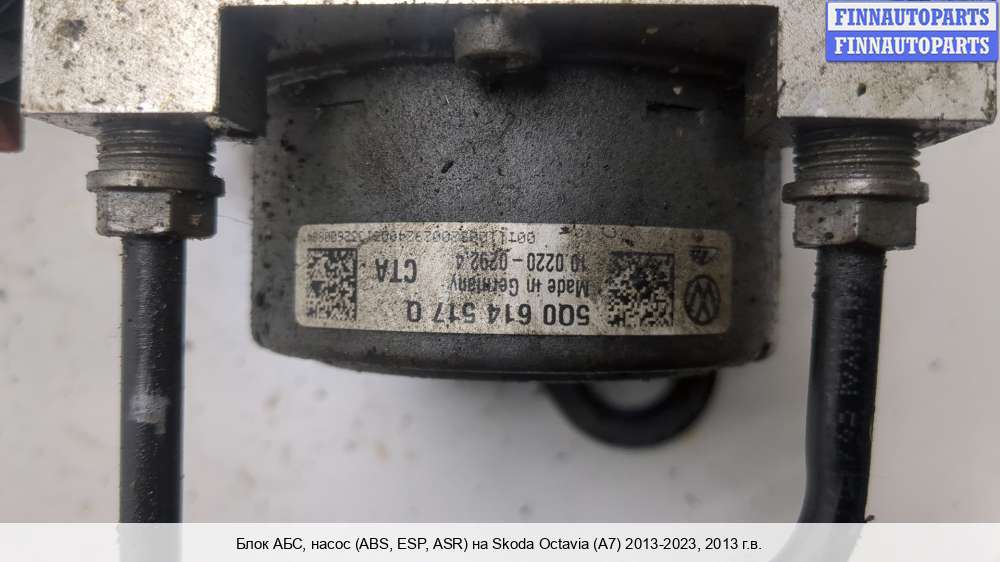 FINNAUTOPARTS
FINNAUTOPARTS
5Q0 614 517 Q
Made in Germany
10.0220-0292.4
CTA
Блок АБС, насос (ABS, ESP, ASR) на Skoda Octavia (A7) 2013-2023, 2013 г.в.